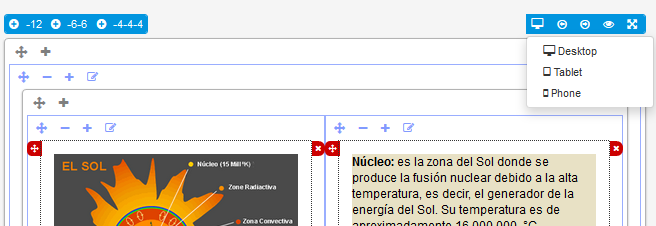 -12 -6-6 -4-4-4
Desktop
Tablet
Phone
EL SOL
Núcleo (15 Mill°K)
Zone Radiactiva
Zona Convectiva
Núcleo: es la zona del Sol donde se
produce la fusión nuclear debido a la alta
temperatura, es decir, el generador de la
energía del Sol. Su temperatura es de
aproximadamente 16 000 000 °C